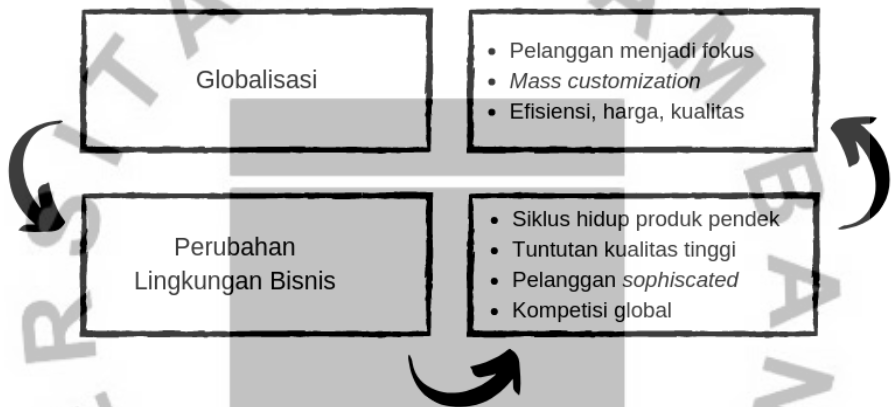 Globalisasi
• Pelanggan menjadi fokus
• Mass customization
• Efisiensi, harga, kualitas
Perubahan
Lingkungan Bisnis
• Siklus hidup produk pendek
• Tuntutan kualitas tinggi
• Pelanggan sophiscated
• Kompetisi global